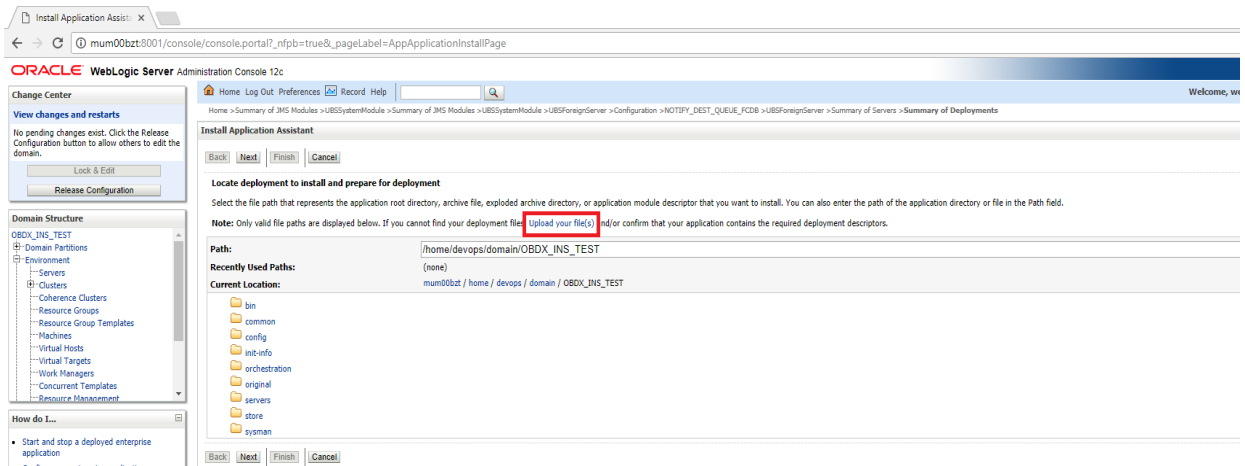 Install Application Assista
mum00bzt:8001/console/console.portal?_nfpb=true&_pageLabel=AppApplicationInstallPage
ORACLE WebLogic Server Administration Console 12c
Change Center
View changes and restarts
No pending changes exist. Click the Release
Configuration button to allow others to edit the
domain.
Lock & Edit
Release Configuration
Domain Structure
OBDX_INS_TEST
Domain Partitions
Environment
Servers
Clusters
Coherence Clusters
Resource Groups
Resource Group Templates
Machines
Virtual Hosts
Virtual Targets
Work Managers
Concurrent Templates
Resource Management
How do I...
Start and stop a deployed enterprise
application
Home Log Out Preferences Record Help
Welcome, we
Home >Summary of JMS Modules >UBSSystemModule >Summary of JMS Modules >UBSSystemModule >UBSForeignServer >Configuration >NOTIFY_DEST_QUEUE_FCDB >UBSForeignServer >Summary of Servers >Summary of Deployments
Install Application Assistant
Back Next Finish Cancel
Locate deployment to install and prepare for deployment
Select the file path that represents the application root directory, archive file, exploded archive directory, or application module descriptor that you want to install. You can also enter the path of the application directory or file in the Path field.
Note: Only valid file paths are displayed below. If you cannot find your deployment files, Upload your file(s) and/or confirm that your application contains the required deployment descriptors.
Path: /home/devops/domain/OBDX_INS_TEST
Recently Used Paths: (none)
Current Location: mum00bzt / home / devops / domain / OBDX_INS_TEST
bin
common
config
init-info
orchestration
original
servers
store
sysman
Back Next Finish Cancel